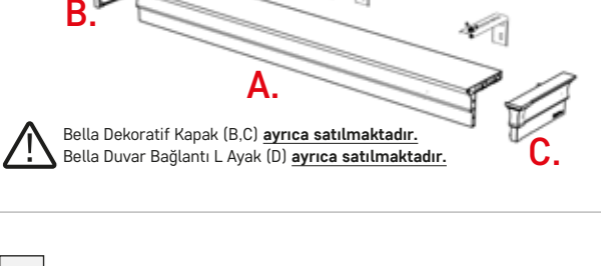 B.
A.
C.
Bella Dekoratif Kapak (B,C) ayrıca satılmaktadır.
Bella Duvar Bağlantı L Ayak (D) ayrıca satılmaktadır.